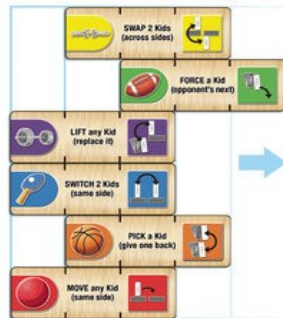 SWAP 2 Kids
(across sides)
FORCE a Kid
(opponent's next)
LIFT any Kid
(replace it)
SWITCH 2 Kids
(same side)
PICK a Kid
(give one back)
MOVE any Kid
(same side)